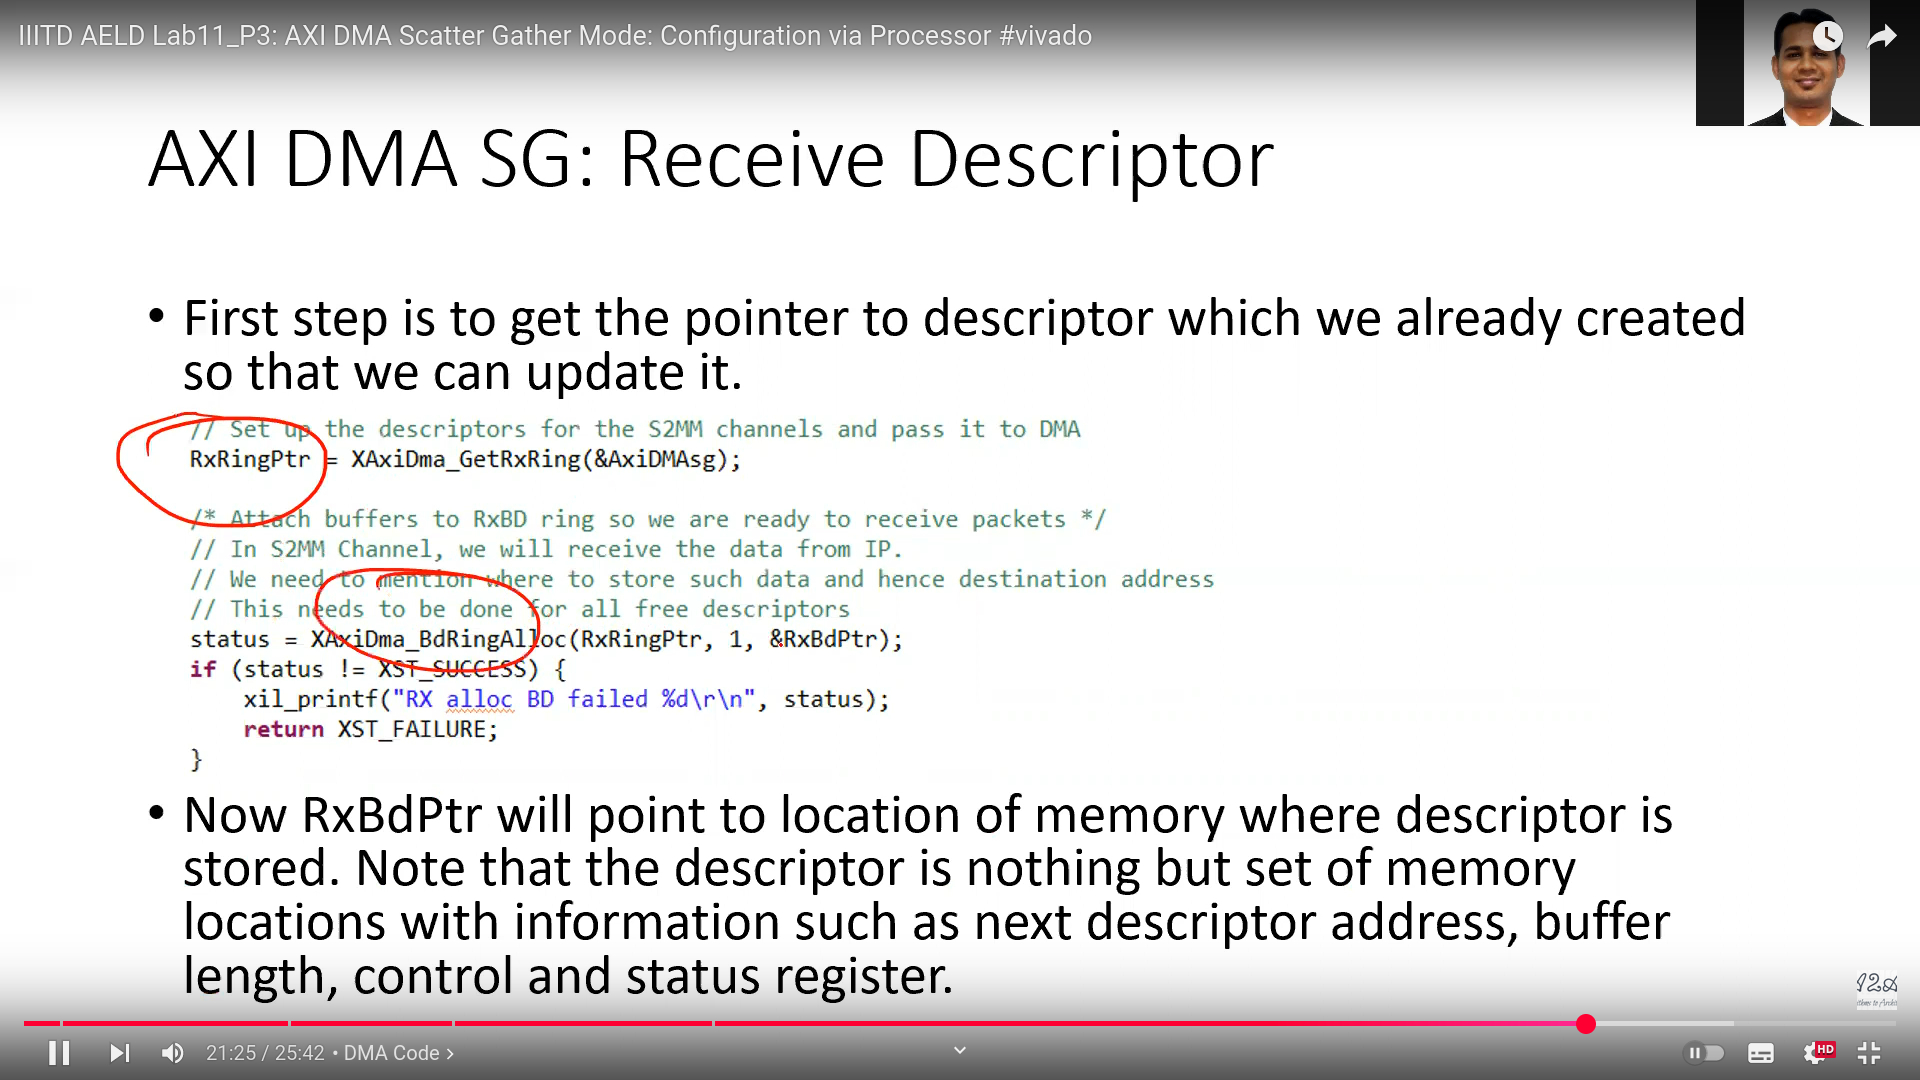 IIITD AELD Lab11_P3: AXI DMA Scatter Gather Mode: Configuration via Processor #vivado
AXI DMA SG: Receive Descriptor
• First step is to get the pointer to descriptor which we already created
so that we can update it.
// Set up the descriptors for the S2MM channels and pass it to DMA
RxRingPtr = XAxiDma_GetRxRing(&AxiDMAsg);
/* Attach buffers to RxBD ring so we are ready to receive packets */
// In S2MM Channel, we will receive the data from IP.
// We need to mention where to store such data and hence destination address
// This needs to be done for all free descriptors
status = XAxiDma_BdRingAlloc(RxRingPtr, 1, &RxBdPtr);
if (status != XST_SUCCESS) {
xil_printf("RX alloc BD failed %d\r\n", status);
return XST_FAILURE;
}
• Now RxBdPtr will point to location of memory where descriptor is
stored. Note that the descriptor is nothing but set of memory
locations with information such as next descriptor address, buffer
length, control and status register.
21:25 / 25:42 • DMA Code ›
HD